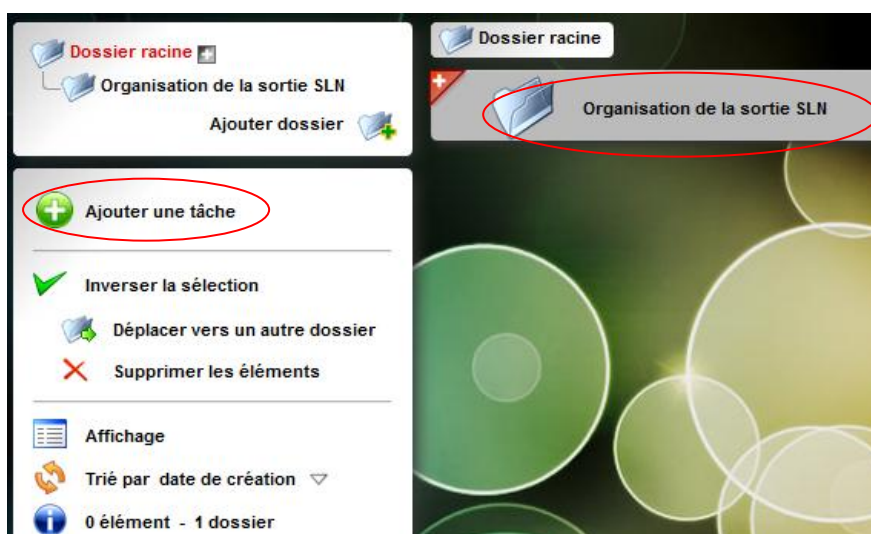 Dossier racine
Organisation de la sortie SLN
Ajouter dossier
Ajouter une tâche
Inverser la sélection
Déplacer vers un autre dossier
Supprimer les éléments
Affichage
Trié par date de création
0 élément - 1 dossier
Dossier racine
Organisation de la sortie SLN